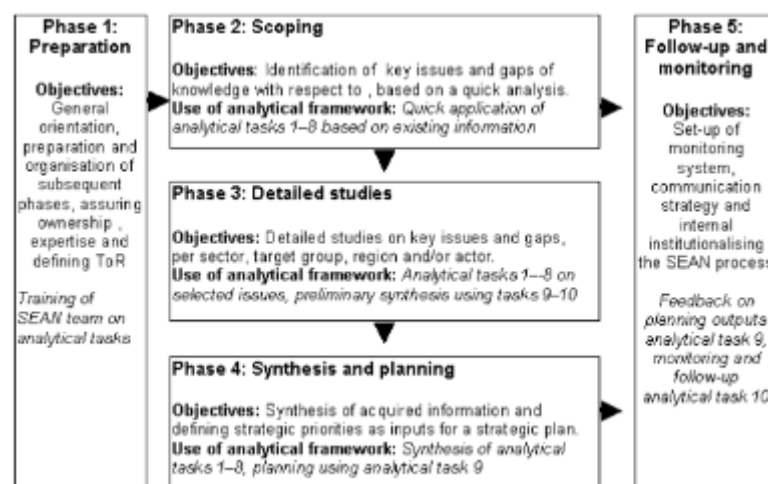 Phase 1:
Preparation
Objectives:
General
orientation,
preparation and
organisation of
subsequent
phases, assuring
ownership ,
expertise and
defining ToR
Training of
SEAN team on
analytical tasks
Phase 2: Scoping
Objectives: Identification of key issues and gaps of
knowledge with respect to , based on a quick analysis.
Use of analytical framework: Quick application of
analytical tasks 1–8 based on existing information
Phase 3: Detailed studies
Objectives: Detailed studies on key issues and gaps,
per sector, target group, region and/or actor.
Use of analytical framework: Analytical tasks 1–-8 on
selected issues, preliminary synthesis using tasks 9–10
Phase 4: Synthesis and planning
Objectives: Synthesis of acquired information and
defining strategic priorities as inputs for a strategic plan.
Use of analytical framework: Synthesis of analytical
tasks 1–8, planning using analytical task 9
Phase 5:
Follow-up and
monitoring
Objectives:
Set-up of
monitoring
system,
communication
strategy and
internal
institutionalising
the SEAN process
Feedback on
planning outputs
analytical task 9,
monitoring and
follow-up
analytical task 10